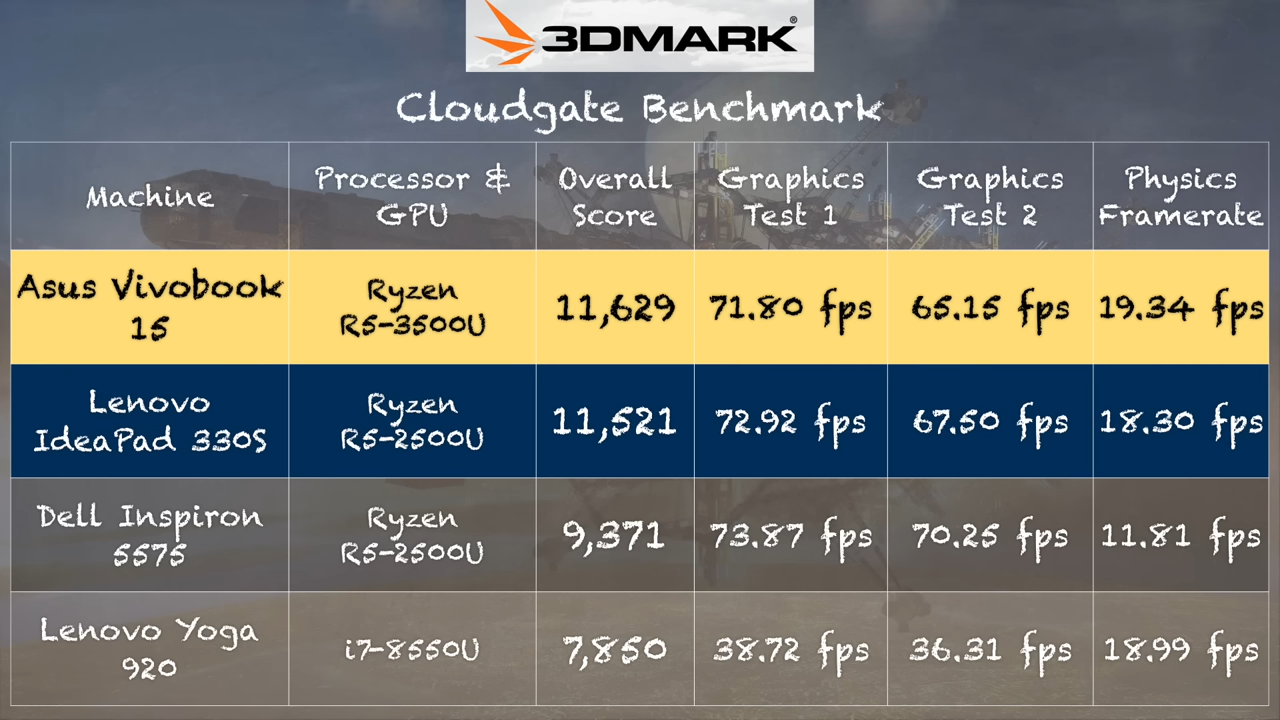 3DMARK®
Cloudgate Benchmark
Machine
Processor &
GPU
Overall
Score
Graphics
Test 1
Graphics
Test 2
Physics
Framerate
Asus Vivobook
15
Ryzen
R5-3500U
11,629
71.80 fps
65.15 fps
19.34 fps
Lenovo
IdeaPad 330S
Ryzen
R5-2500U
11,521
72.92 fps
67.50 fps
18.30 fps
Dell Inspiron
5575
Ryzen
R5-2500U
9,371
73.87 fps
70.25 fps
11.81 fps
Lenovo Yoga
920
i7-8550U
7,850
38.72 fps
36.31 fps
18.99 fps